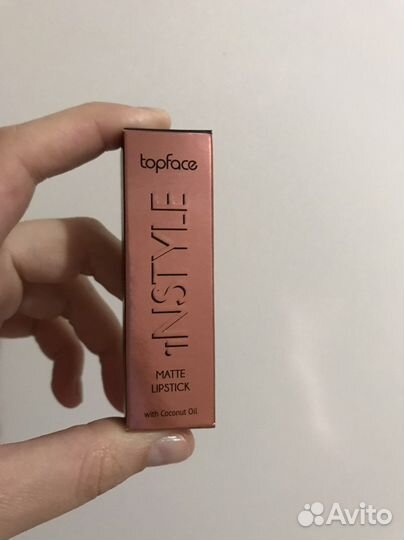 topface
INSTYLE
MATTE
LIPSTICK
with Coconut Oil
Avito